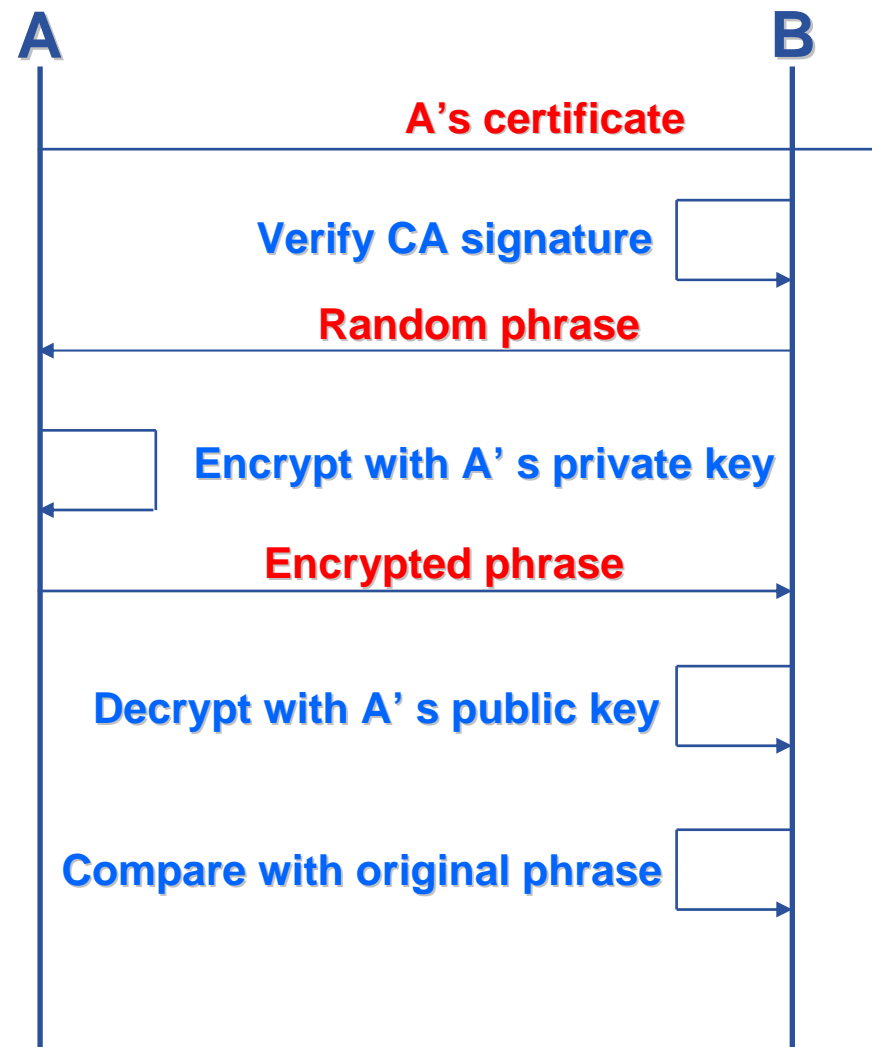 A
B
A’s certificate
Verify CA signature
Random phrase
Encrypt with A’ s private key
Encrypted phrase
Decrypt with A’ s public key
Compare with original phrase